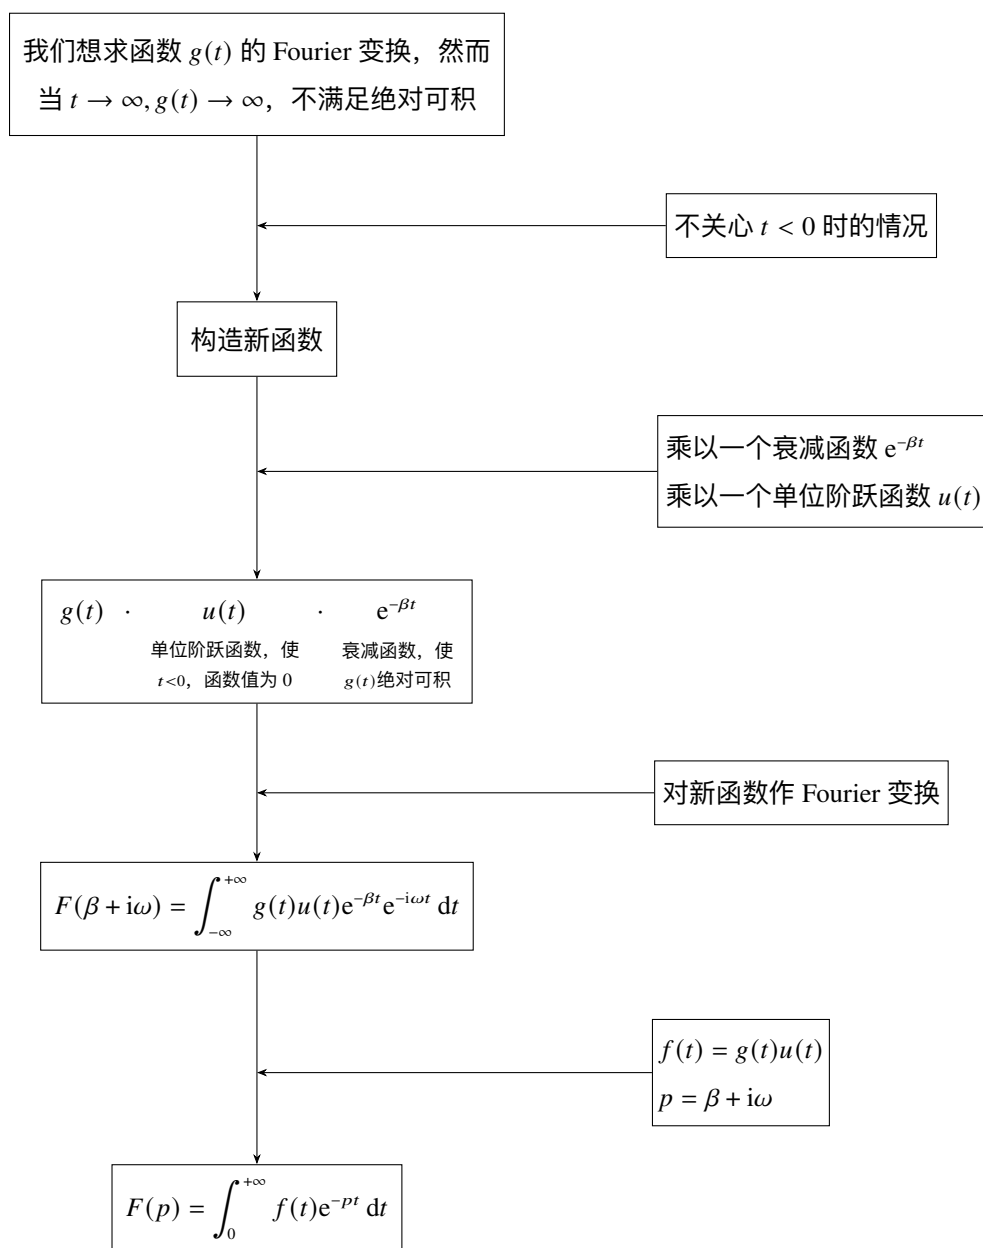 我们想求函数 g(t) 的 Fourier 变换，然而
当 t → ∞, g(t) → ∞，不满足绝对可积
不关心 t < 0 时的情况
构造新函数
乘以一个衰减函数 e^{-βt}
乘以一个单位阶跃函数 u(t)
g(t) · u(t) · e^{-βt}
单位阶跃函数，使 衰减函数，使
t<0，函数值为 0 g(t)绝对可积
对新函数作 Fourier 变换
F(β + iω) = ∫_{-∞}^{+∞} g(t)u(t)e^{-βt}e^{-iωt} dt
f(t) = g(t)u(t)
p = β + iω
F(p) = ∫_{0}^{+∞} f(t)e^{-pt} dt